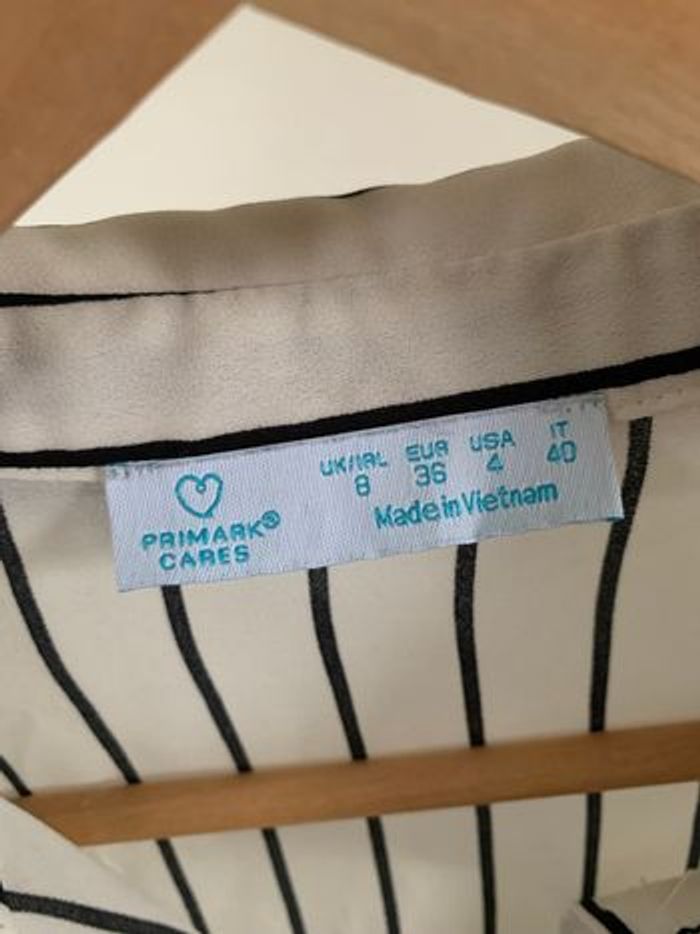 PRIMARK®
CARES
UK/IRL EUR USA IT
8 36 4 40
Made in Vietnam